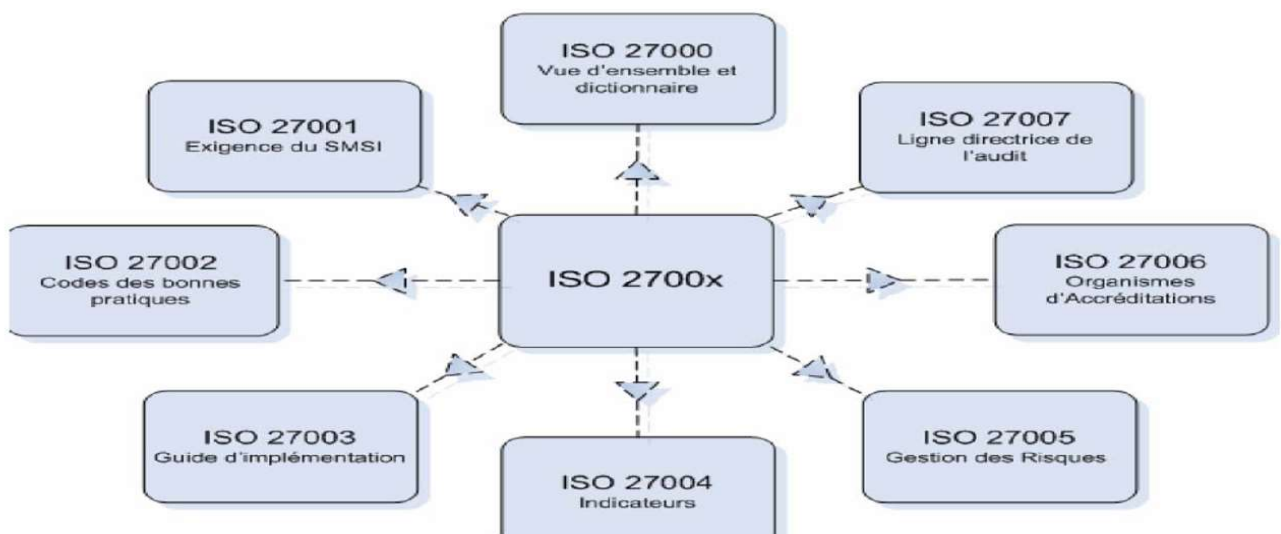 ISO 27000
Vue d'ensemble et
dictionnaire
ISO 27001
Exigence du SMSI
ISO 27007
Ligne directrice de
l'audit
ISO 27002
Codes des bonnes
pratiques
ISO 2700x
ISO 27006
Organismes
d'Accréditations
ISO 27003
Guide d'implémentation
ISO 27004
Indicateurs
ISO 27005
Gestion des Risques